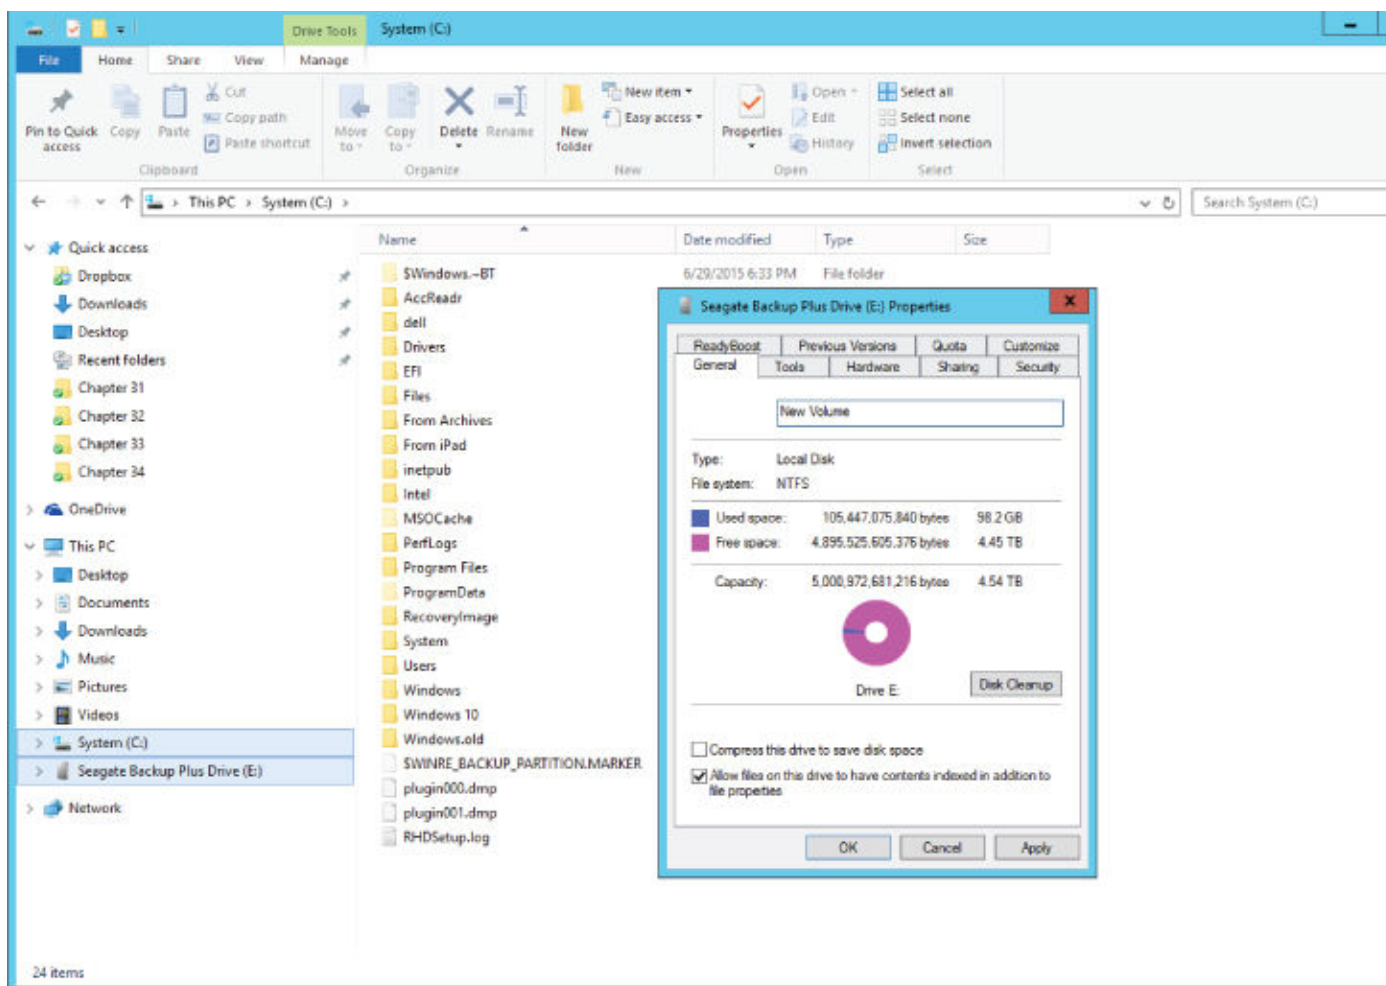 Drive Tools System (C:)
File Home Share View Manage
Pin to Quick access
Copy
Paste
Cut
Copy path
Paste shortcut
Move to
Copy to
Delete
Rename
New folder
New item
Easy access
Properties
Open
Edit
History
Select all
Select none
Invert selection
Clipboard Organize New Open Select
This PC > System (C:) >
Search System (C:)
Quick access
Dropbox
Downloads
Desktop
Recent folders
Chapter 31
Chapter 32
Chapter 33
Chapter 34
OneDrive
This PC
Desktop
Documents
Downloads
Music
Pictures
Videos
System (C:)
Seagate Backup Plus Drive (E:)
Network
24 items
Name Date modified Type Size
$Windows.~BT 6/29/2015 6:33 PM File folder
AccReadr
dell
Drivers
EFI
Files
From Archives
From iPad
inetpub
Intel
MSOCache
PerfLogs
Program Files
ProgramData
RecoveryImage
System
Users
Windows
Windows 10
Windows.old
$WINRE_BACKUP_PARTITION.MARKER
plugin000.dmp
plugin001.dmp
RHDSetup.log
Seagate Backup Plus Drive (E:) Properties
ReadyBoost Previous Versions Quota Customize
General Tools Hardware Sharing Security
New Volume
Type: Local Disk
File system: NTFS
Used space: 105,447,075,840 bytes 98.2 GB
Free space: 4,895,525,605,376 bytes 4.45 TB
Capacity: 5,000,972,681,216 bytes 4.54 TB
Drive E:
Disk Cleanup
Compress this drive to save disk space
Allow files on this drive to have contents indexed in addition to
file properties
OK Cancel Apply